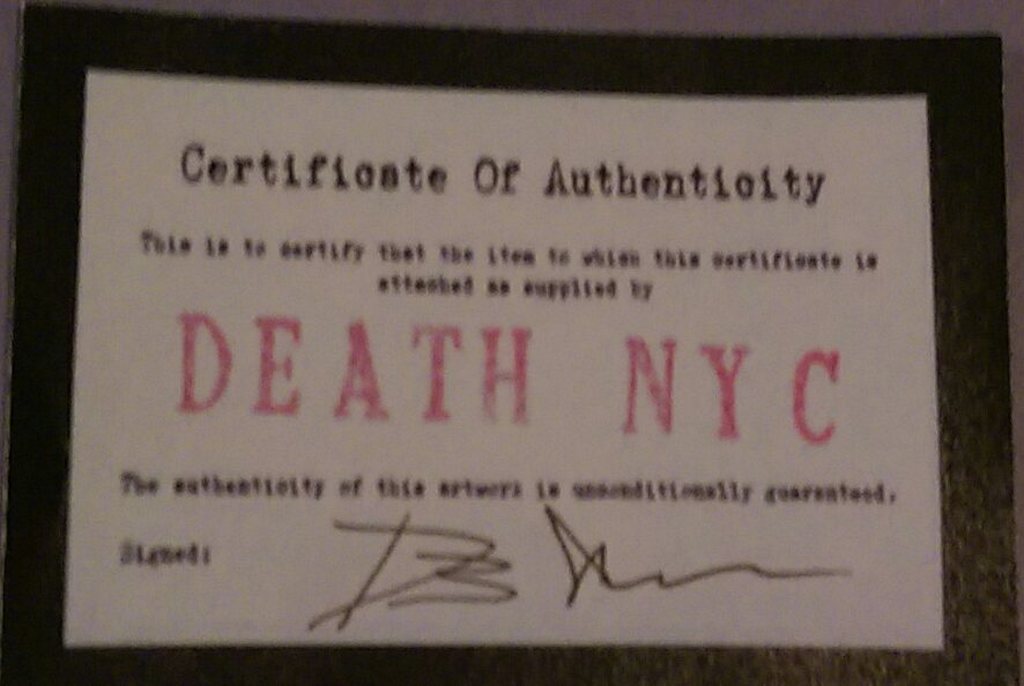 Certificate Of Authenticity
This is to certify that the item to which this certificate is
attached as supplied by
DEATH NYC
The authenticity of this artwork is unconditionally guaranteed.
Signed: